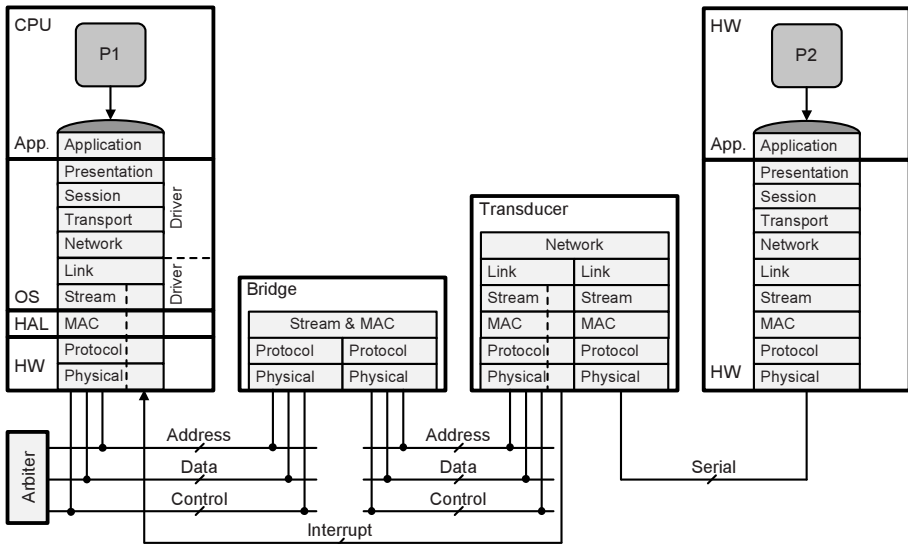 CPU
P1
App.
Application
Presentation
Session
Transport
Network
Driver
Link
OS
Stream
Driver
HAL
MAC
HW
Protocol
Physical
Bridge
Stream & MAC
Protocol
Protocol
Physical
Physical
Transducer
Network
Link
Link
Stream
Stream
MAC
MAC
Protocol
Protocol
Physical
Physical
HW
P2
App.
Application
Presentation
Session
Transport
Network
Link
Stream
MAC
Protocol
HW
Physical
Arbiter
Address
Address
Data
Data
Serial
Control
Control
Interrupt